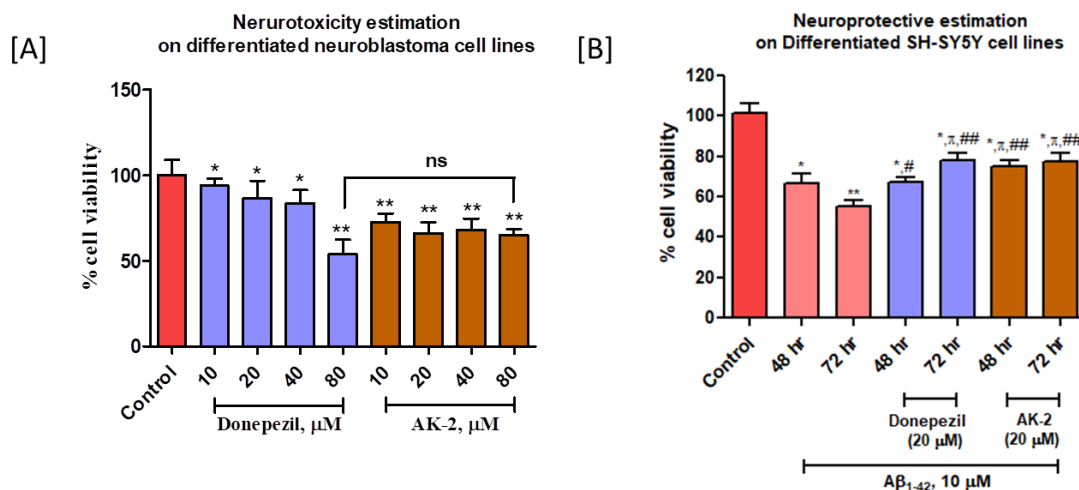 [A]
Nerurotoxicity estimation
on differentiated neuroblastoma cell lines
% cell viability
150
100
50
0
*
*
*
**
ns
**
**
**
**
Control
10
20
40
80
10
20
40
80
Donepezil, μM
AK-2, μM
[B]
Neuroprotective estimation
on Differentiated SH-SY5Y cell lines
% cell viability
120
100
80
60
40
20
0
*
**
*,#
*,π,##
*,π,##
*,π,##
Control
48 hr
72 hr
48 hr
72 hr
48 hr
72 hr
Donepezil
(20 μM)
AK-2
(20 μM)
Aβ1-42, 10 μM